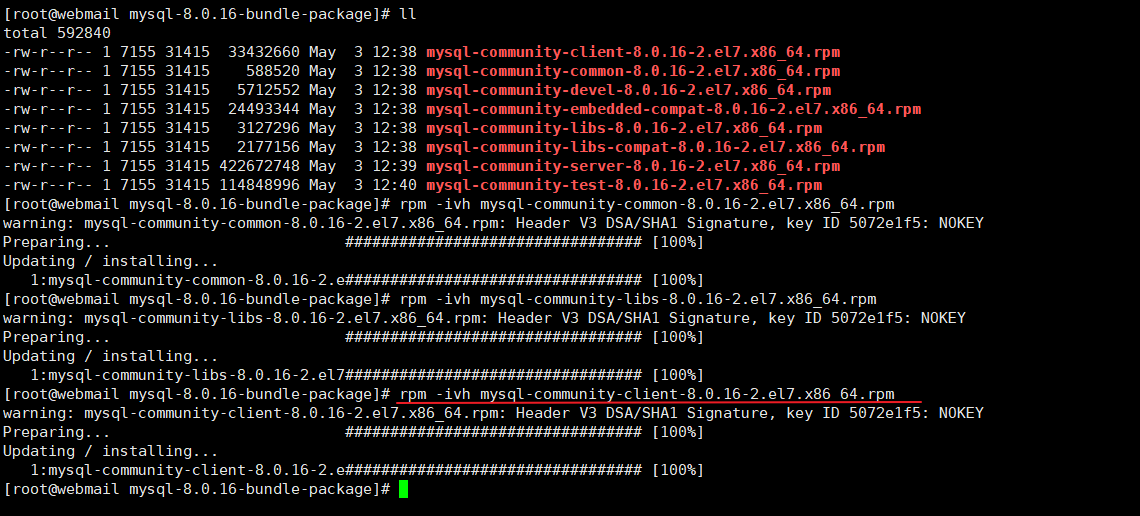 [root@webmail mysql-8.0.16-bundle-package]# ll
total 592840
-rw-r--r-- 1 7155 31415  33432660 May  3 12:38 mysql-community-client-8.0.16-2.el7.x86_64.rpm
-rw-r--r-- 1 7155 31415    588520 May  3 12:38 mysql-community-common-8.0.16-2.el7.x86_64.rpm
-rw-r--r-- 1 7155 31415   5712552 May  3 12:38 mysql-community-devel-8.0.16-2.el7.x86_64.rpm
-rw-r--r-- 1 7155 31415  24493344 May  3 12:38 mysql-community-embedded-compat-8.0.16-2.el7.x86_64.rpm
-rw-r--r-- 1 7155 31415   3127296 May  3 12:38 mysql-community-libs-8.0.16-2.el7.x86_64.rpm
-rw-r--r-- 1 7155 31415   2177156 May  3 12:38 mysql-community-libs-compat-8.0.16-2.el7.x86_64.rpm
-rw-r--r-- 1 7155 31415 422672748 May  3 12:39 mysql-community-server-8.0.16-2.el7.x86_64.rpm
-rw-r--r-- 1 7155 31415 114848996 May  3 12:40 mysql-community-test-8.0.16-2.el7.x86_64.rpm
[root@webmail mysql-8.0.16-bundle-package]# rpm -ivh mysql-community-common-8.0.16-2.el7.x86_64.rpm
warning: mysql-community-common-8.0.16-2.el7.x86_64.rpm: Header V3 DSA/SHA1 Signature, key ID 5072e1f5: NOKEY
Preparing...                          ################################# [100%]
Updating / installing...
   1:mysql-community-common-8.0.16-2.e################################# [100%]
[root@webmail mysql-8.0.16-bundle-package]# rpm -ivh mysql-community-libs-8.0.16-2.el7.x86_64.rpm
warning: mysql-community-libs-8.0.16-2.el7.x86_64.rpm: Header V3 DSA/SHA1 Signature, key ID 5072e1f5: NOKEY
Preparing...                          ################################# [100%]
Updating / installing...
   1:mysql-community-libs-8.0.16-2.el7################################# [100%]
[root@webmail mysql-8.0.16-bundle-package]# rpm -ivh mysql-community-client-8.0.16-2.el7.x86_64.rpm
warning: mysql-community-client-8.0.16-2.el7.x86_64.rpm: Header V3 DSA/SHA1 Signature, key ID 5072e1f5: NOKEY
Preparing...                          ################################# [100%]
Updating / installing...
   1:mysql-community-client-8.0.16-2.e################################# [100%]
[root@webmail mysql-8.0.16-bundle-package]#